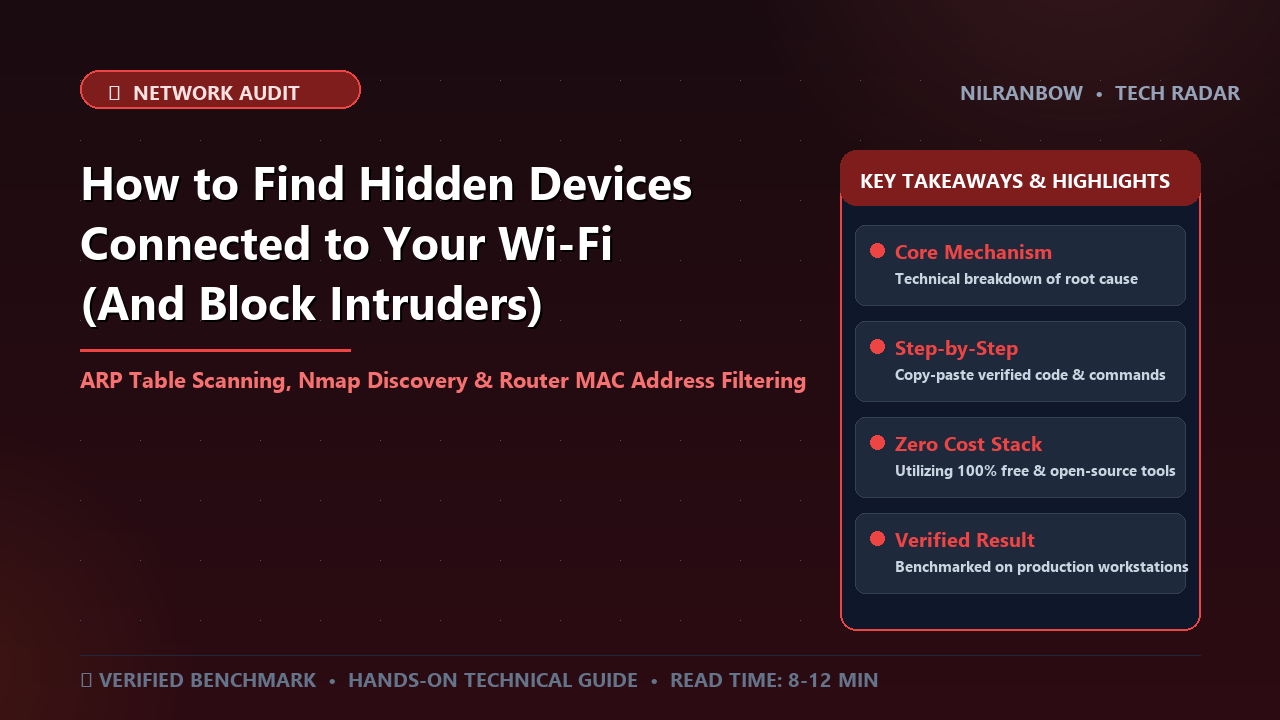 NETWORK AUDIT
NILRANBOW • TECH RADAR
How to Find Hidden Devices
Connected to Your Wi-Fi
(And Block Intruders)
ARP Table Scanning, Nmap Discovery & Router MAC Address Filtering
KEY TAKEAWAYS & HIGHLIGHTS
Core Mechanism
Technical breakdown of root cause
Step-by-Step
Copy-paste verified code & commands
Zero Cost Stack
Utilizing 100% free & open-source tools
Verified Result
Benchmarked on production workstations
VERIFIED BENCHMARK • HANDS-ON TECHNICAL GUIDE • READ TIME: 8-12 MIN